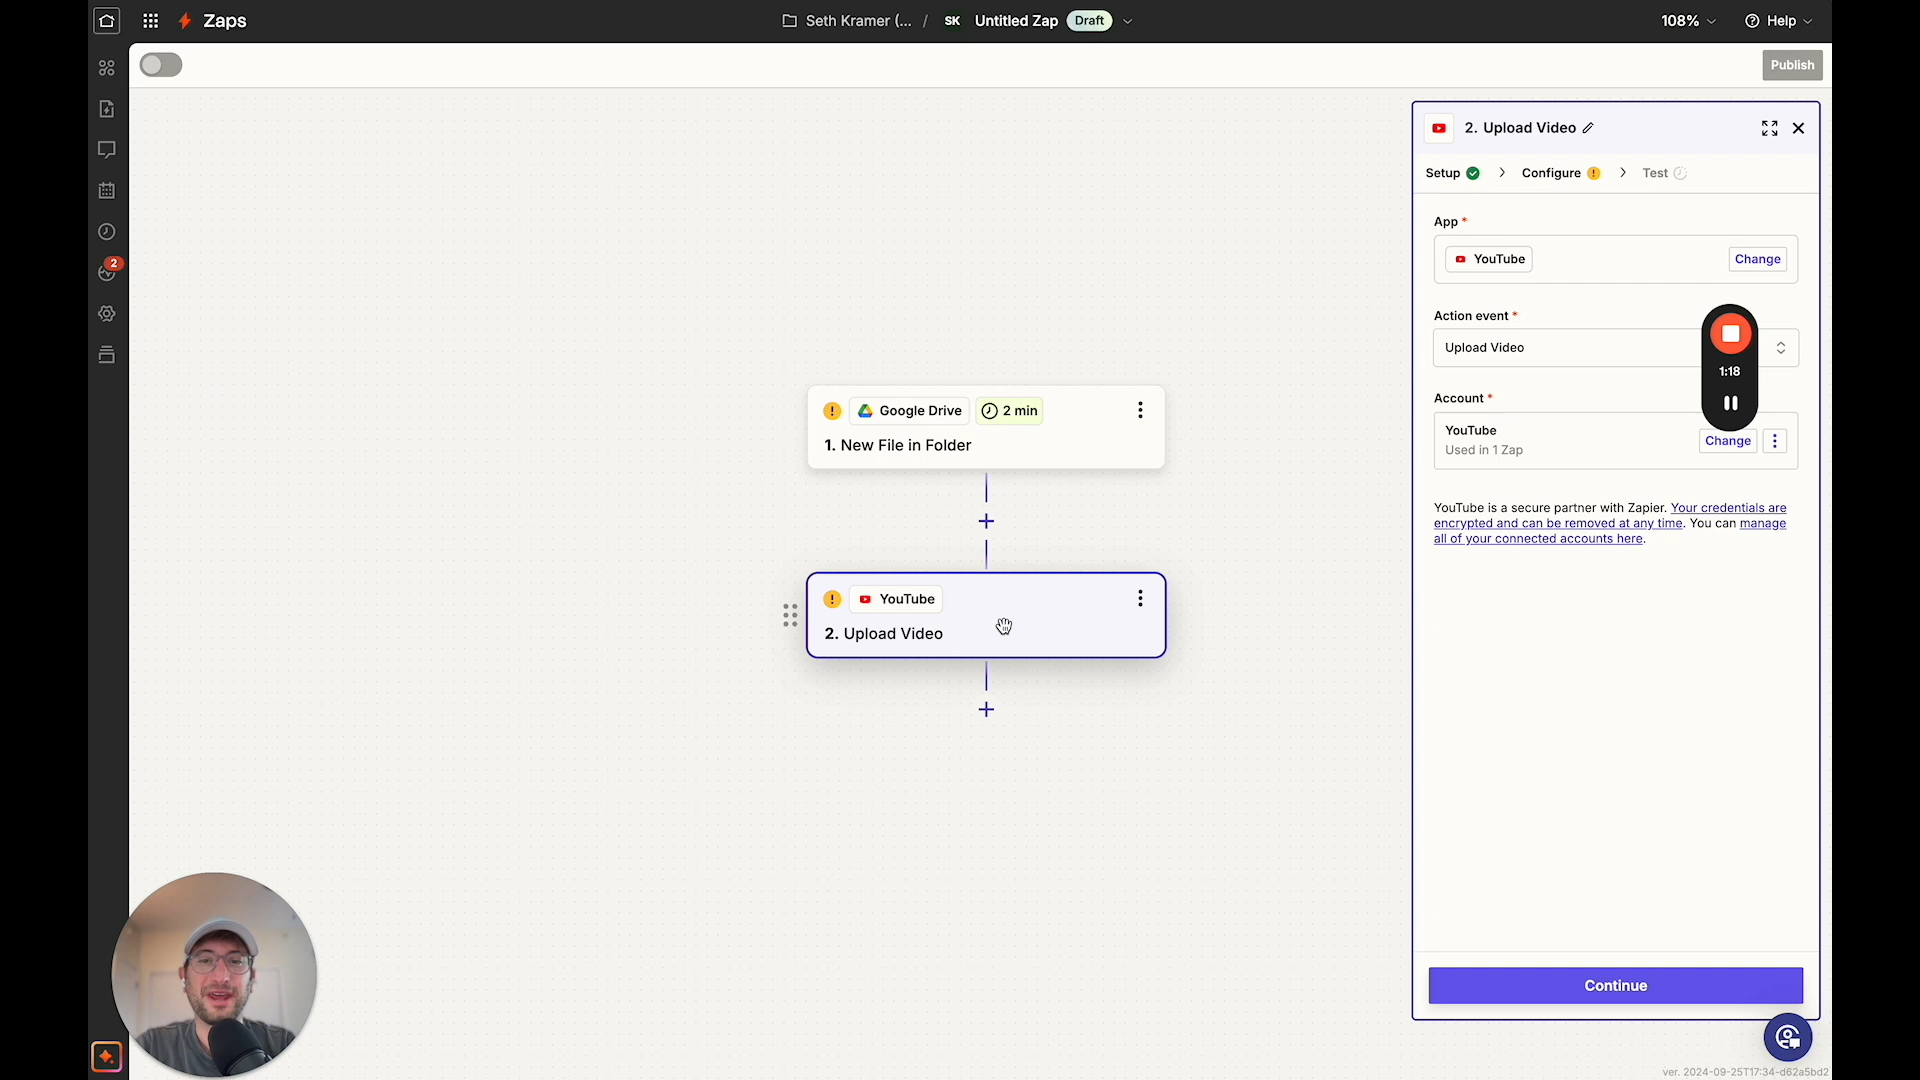 Zaps
Seth Kramer (... / SK Untitled Zap Draft
108%
Help
Publish
2
2. Upload Video
Setup > Configure ! > Test
App *
YouTube
Change
Action event *
Upload Video
1:18
Account *
YouTube
Used in 1 Zap
Change
YouTube is a secure partner with Zapier. Your credentials are
encrypted and can be removed at any time. You can manage
all of your connected accounts here.
! Google Drive 2 min
1. New File in Folder
! YouTube
2. Upload Video
Continue
ver. 2024-09-25T17:34-d62a5bd2